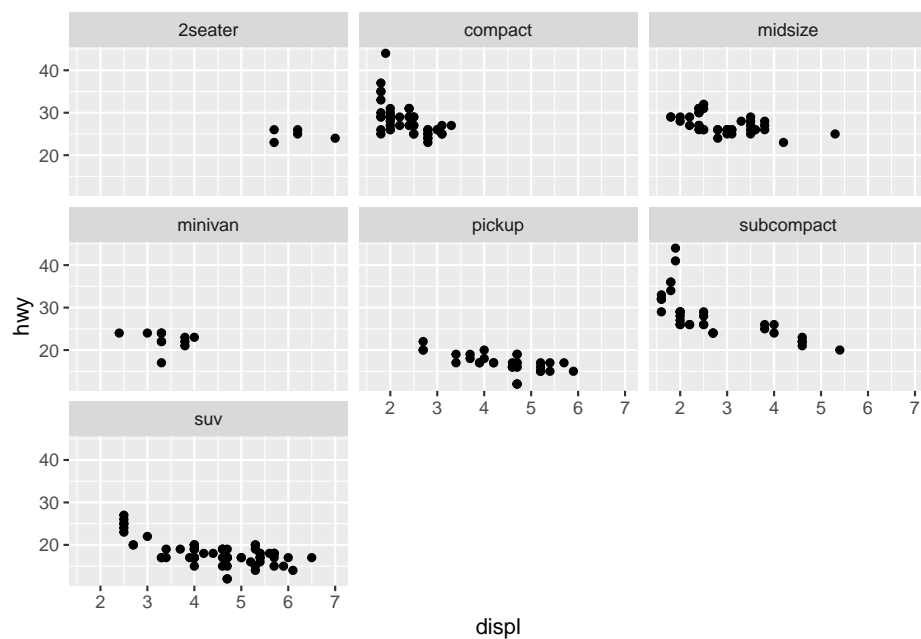 2seater compact midsize
40
30
20
minivan pickup subcompact
40
30
20
2 3 4 5 6 7 2 3 4 5 6 7
suv
40
30
20
2 3 4 5 6 7
displ
hwy